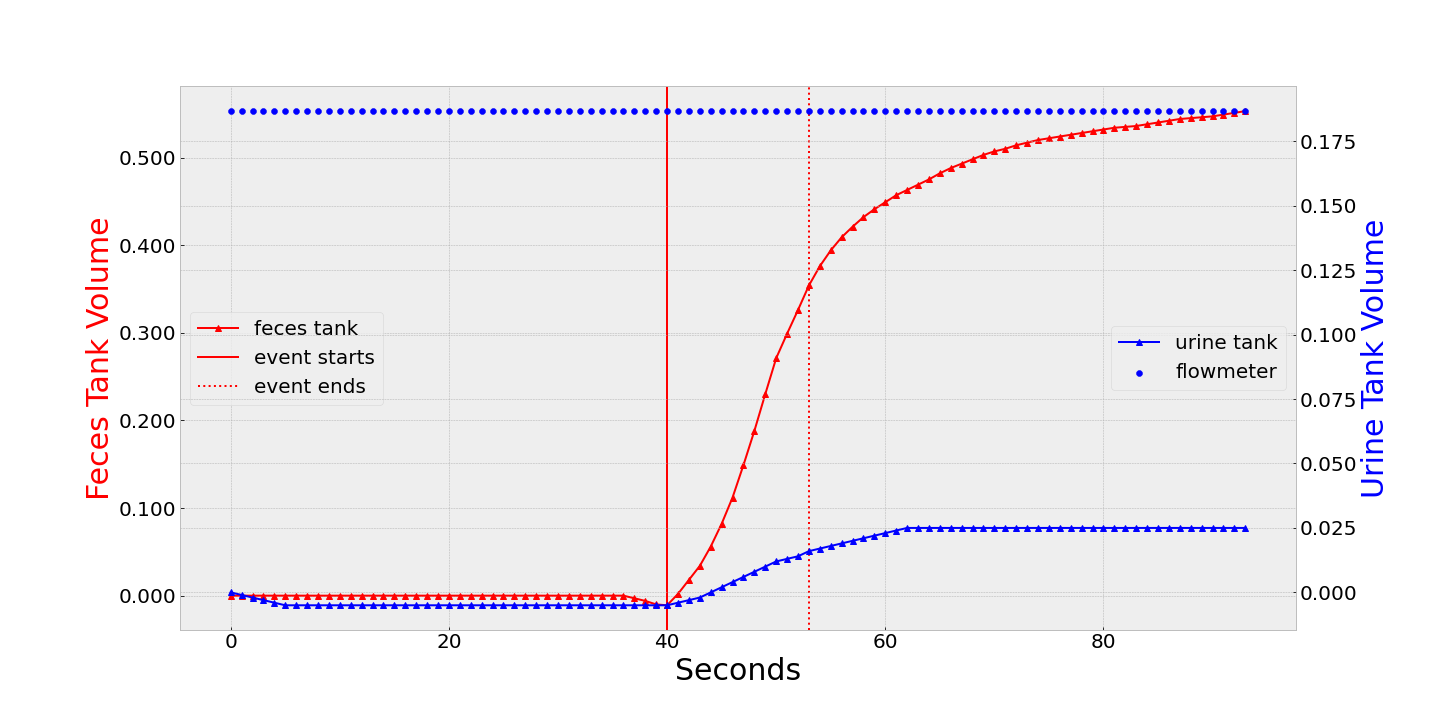 Feces Tank Volume
0.500
0.400
0.300
0.200
0.100
0.000
feces tank
event starts
event ends
urine tank
flowmeter
0.175
0.150
0.125
0.100
0.075
0.050
0.025
0.000
Urine Tank Volume
0 20 40 60 80
Seconds